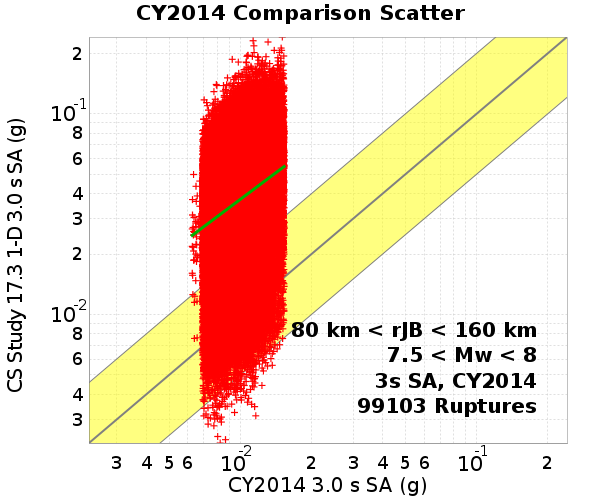 CY2014 Comparison Scatter
CS Study 17.3 1-D 3.0 s SA (g)
2
10^-1
8
6
4
3
2
10^-2
8
6
4
3
80 km < rJB < 160 km
7.5 < Mw < 8
3s SA, CY2014
99103 Ruptures
3 4 5 6 10^-2 2 3 4 5 6 10^-1 2
CY2014 3.0 s SA (g)